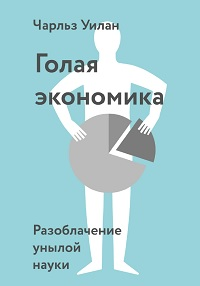 Чарльз Уилан
Голая
экономика
Разоблачение
унылой
науки